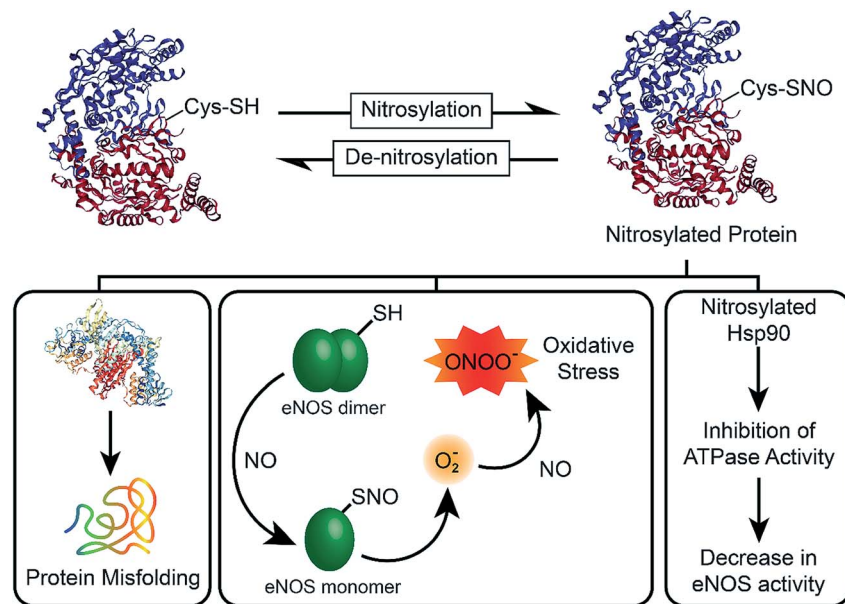 Cys-SH
Nitrosylation
De-nitrosylation
Cys-SNO
Nitrosylated Protein
Protein Misfolding
SH
eNOS dimer
NO
SNO
eNOS monomer
O₂⁻
NO
ONOO⁻
Oxidative
Stress
Nitrosylated
Hsp90
Inhibition of
ATPase Activity
Decrease in
eNOS activity